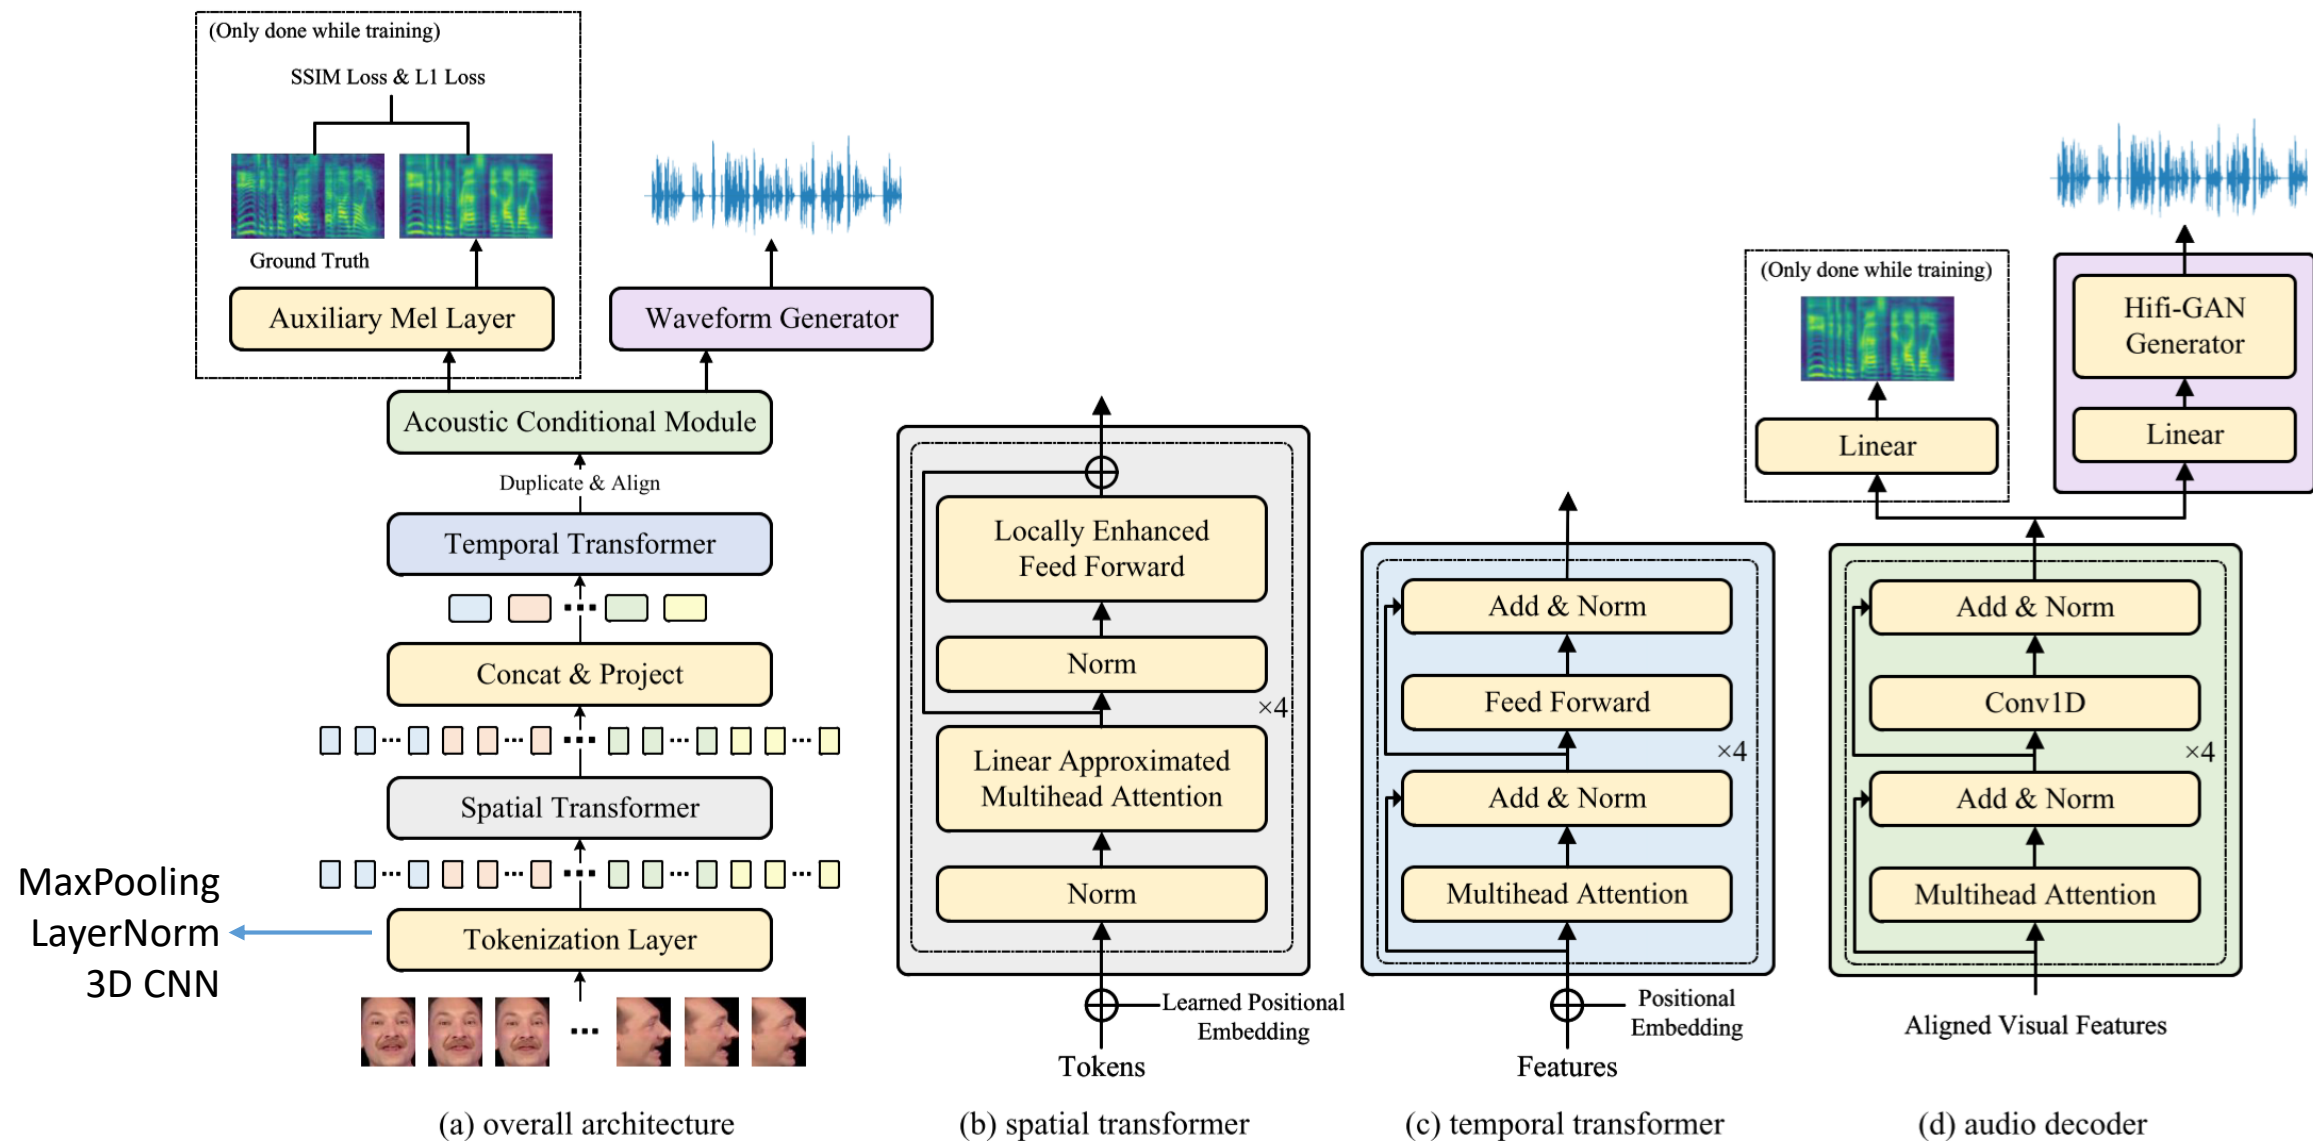 (Only done while training)
SSIM Loss & L1 Loss
Ground Truth
Auxiliary Mel Layer
Waveform Generator
Acoustic Conditional Module
Duplicate & Align
Temporal Transformer
Concat & Project
Spatial Transformer
Tokenization Layer
MaxPooling
LayerNorm
3D CNN
(a) overall architecture
Locally Enhanced
Feed Forward
Norm
×4
Linear Approximated
Multihead Attention
Norm
Learned Positional
Embedding
Tokens
(b) spatial transformer
Add & Norm
Feed Forward
×4
Add & Norm
Multihead Attention
Positional
Embedding
Features
(c) temporal transformer
(Only done while training)
Linear
Hifi-GAN
Generator
Linear
Add & Norm
Conv1D
×4
Add & Norm
Multihead Attention
Aligned Visual Features
(d) audio decoder